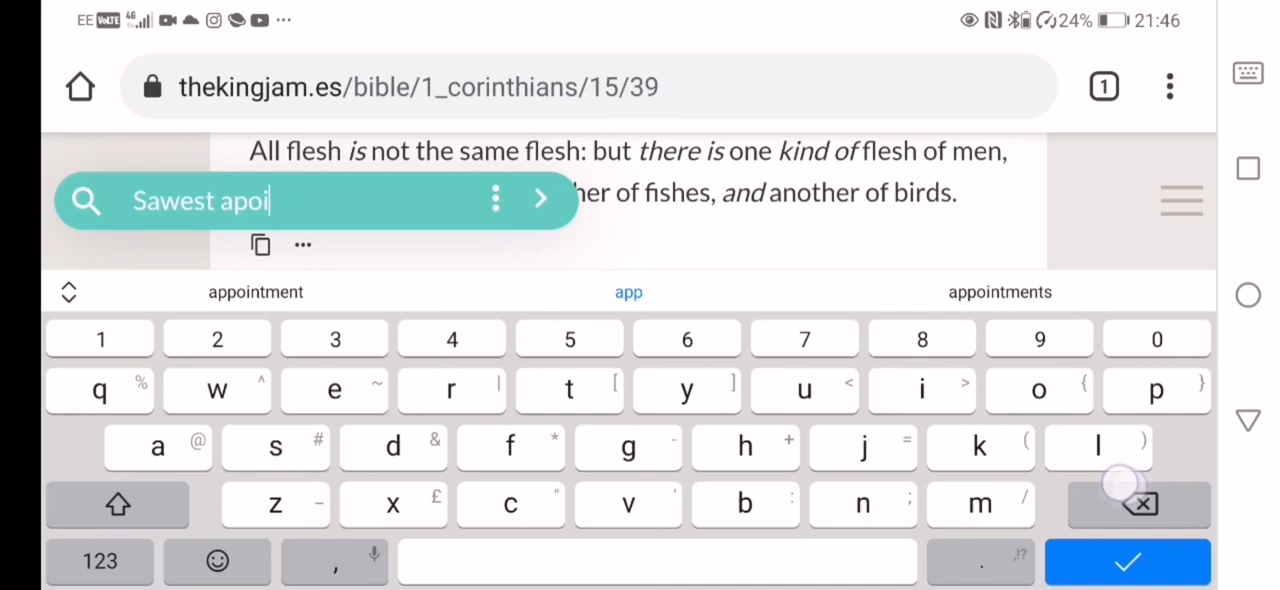 EE VoLTE 4G 24% 21:46
thekingjam.es/bible/1_corinthians/15/39 1
All flesh is not the same flesh: but there is one kind of flesh of men,
Sawest apoi her of fishes, and another of birds.
appointment app appointments
1 2 3 4 5 6 7 8 9 0
q % w ^ e ~ r | t [ y ] u < i > o { p }
a @ s # d & f * g - h + j = k ( l )
z _ x £ c " v ' b : n ; m /
123 , . ,!?